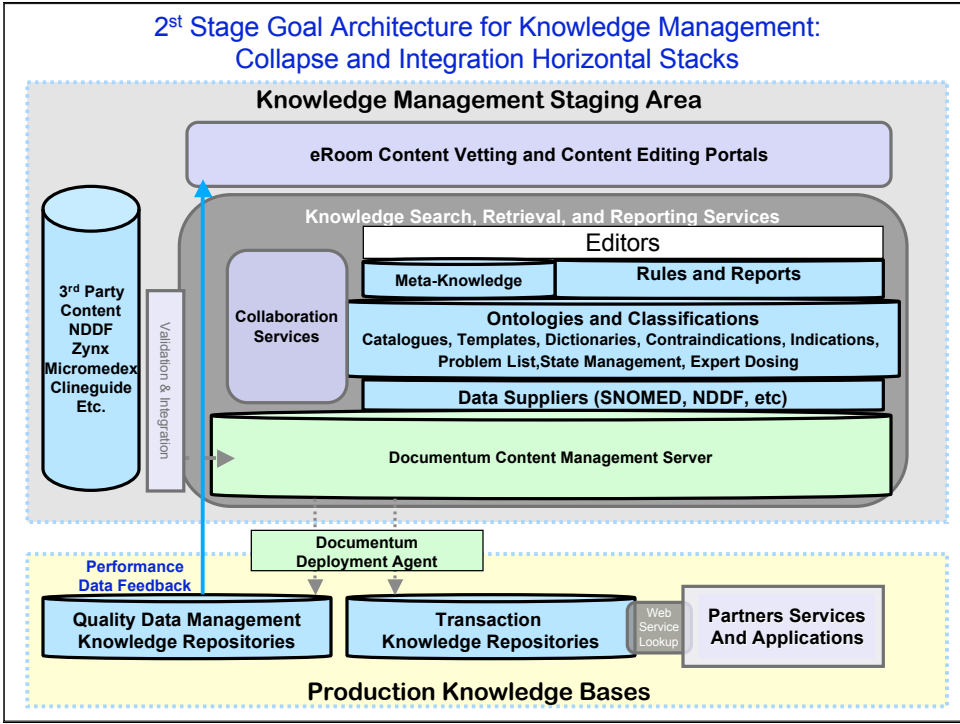 2st Stage Goal Architecture for Knowledge Management:
Collapse and Integration Horizontal Stacks
Knowledge Management Staging Area
eRoom Content Vetting and Content Editing Portals
Knowledge Search, Retrieval, and Reporting Services
Editors
Meta-Knowledge
Rules and Reports
3rd Party
Content
NDDF
Zynx
Micromedex
Clineguide
Etc.
Validation & Integration
Collaboration
Services
Ontologies and Classifications
Catalogues, Templates, Dictionaries, Contraindications, Indications,
Problem List,State Management, Expert Dosing
Data Suppliers (SNOMED, NDDF, etc)
Documentum Content Management Server
Documentum
Deployment Agent
Performance
Data Feedback
Quality Data Management
Knowledge Repositories
Transaction
Knowledge Repositories
Web
Service
Lookup
Partners Services
And Applications
Production Knowledge Bases